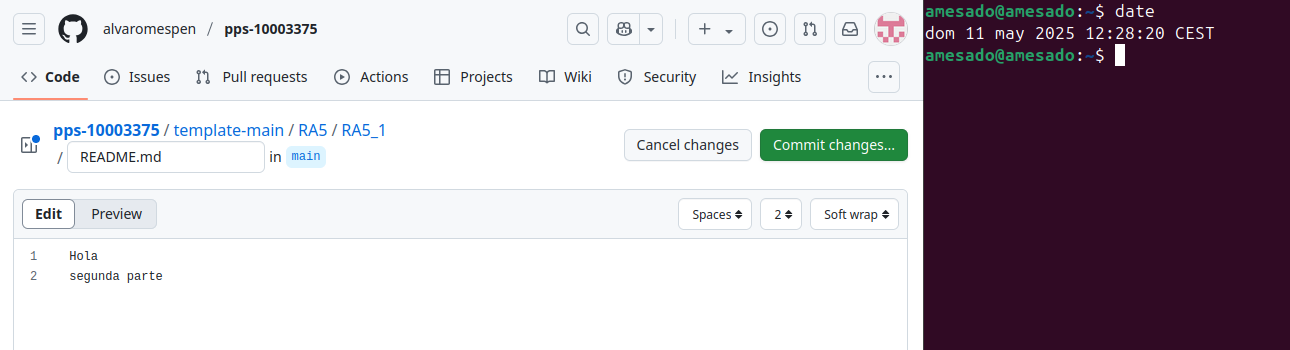 alvaromespen / pps-10003375
Code Issues Pull requests Actions Projects Wiki Security Insights
pps-10003375 / template-main / RA5 / RA5_1
/ README.md in main
Cancel changes Commit changes...
Edit Preview Spaces 2 Soft wrap
1 Hola
2 segunda parte
amesado@amesado:~$ date
dom 11 may 2025 12:28:20 CEST
amesado@amesado:~$